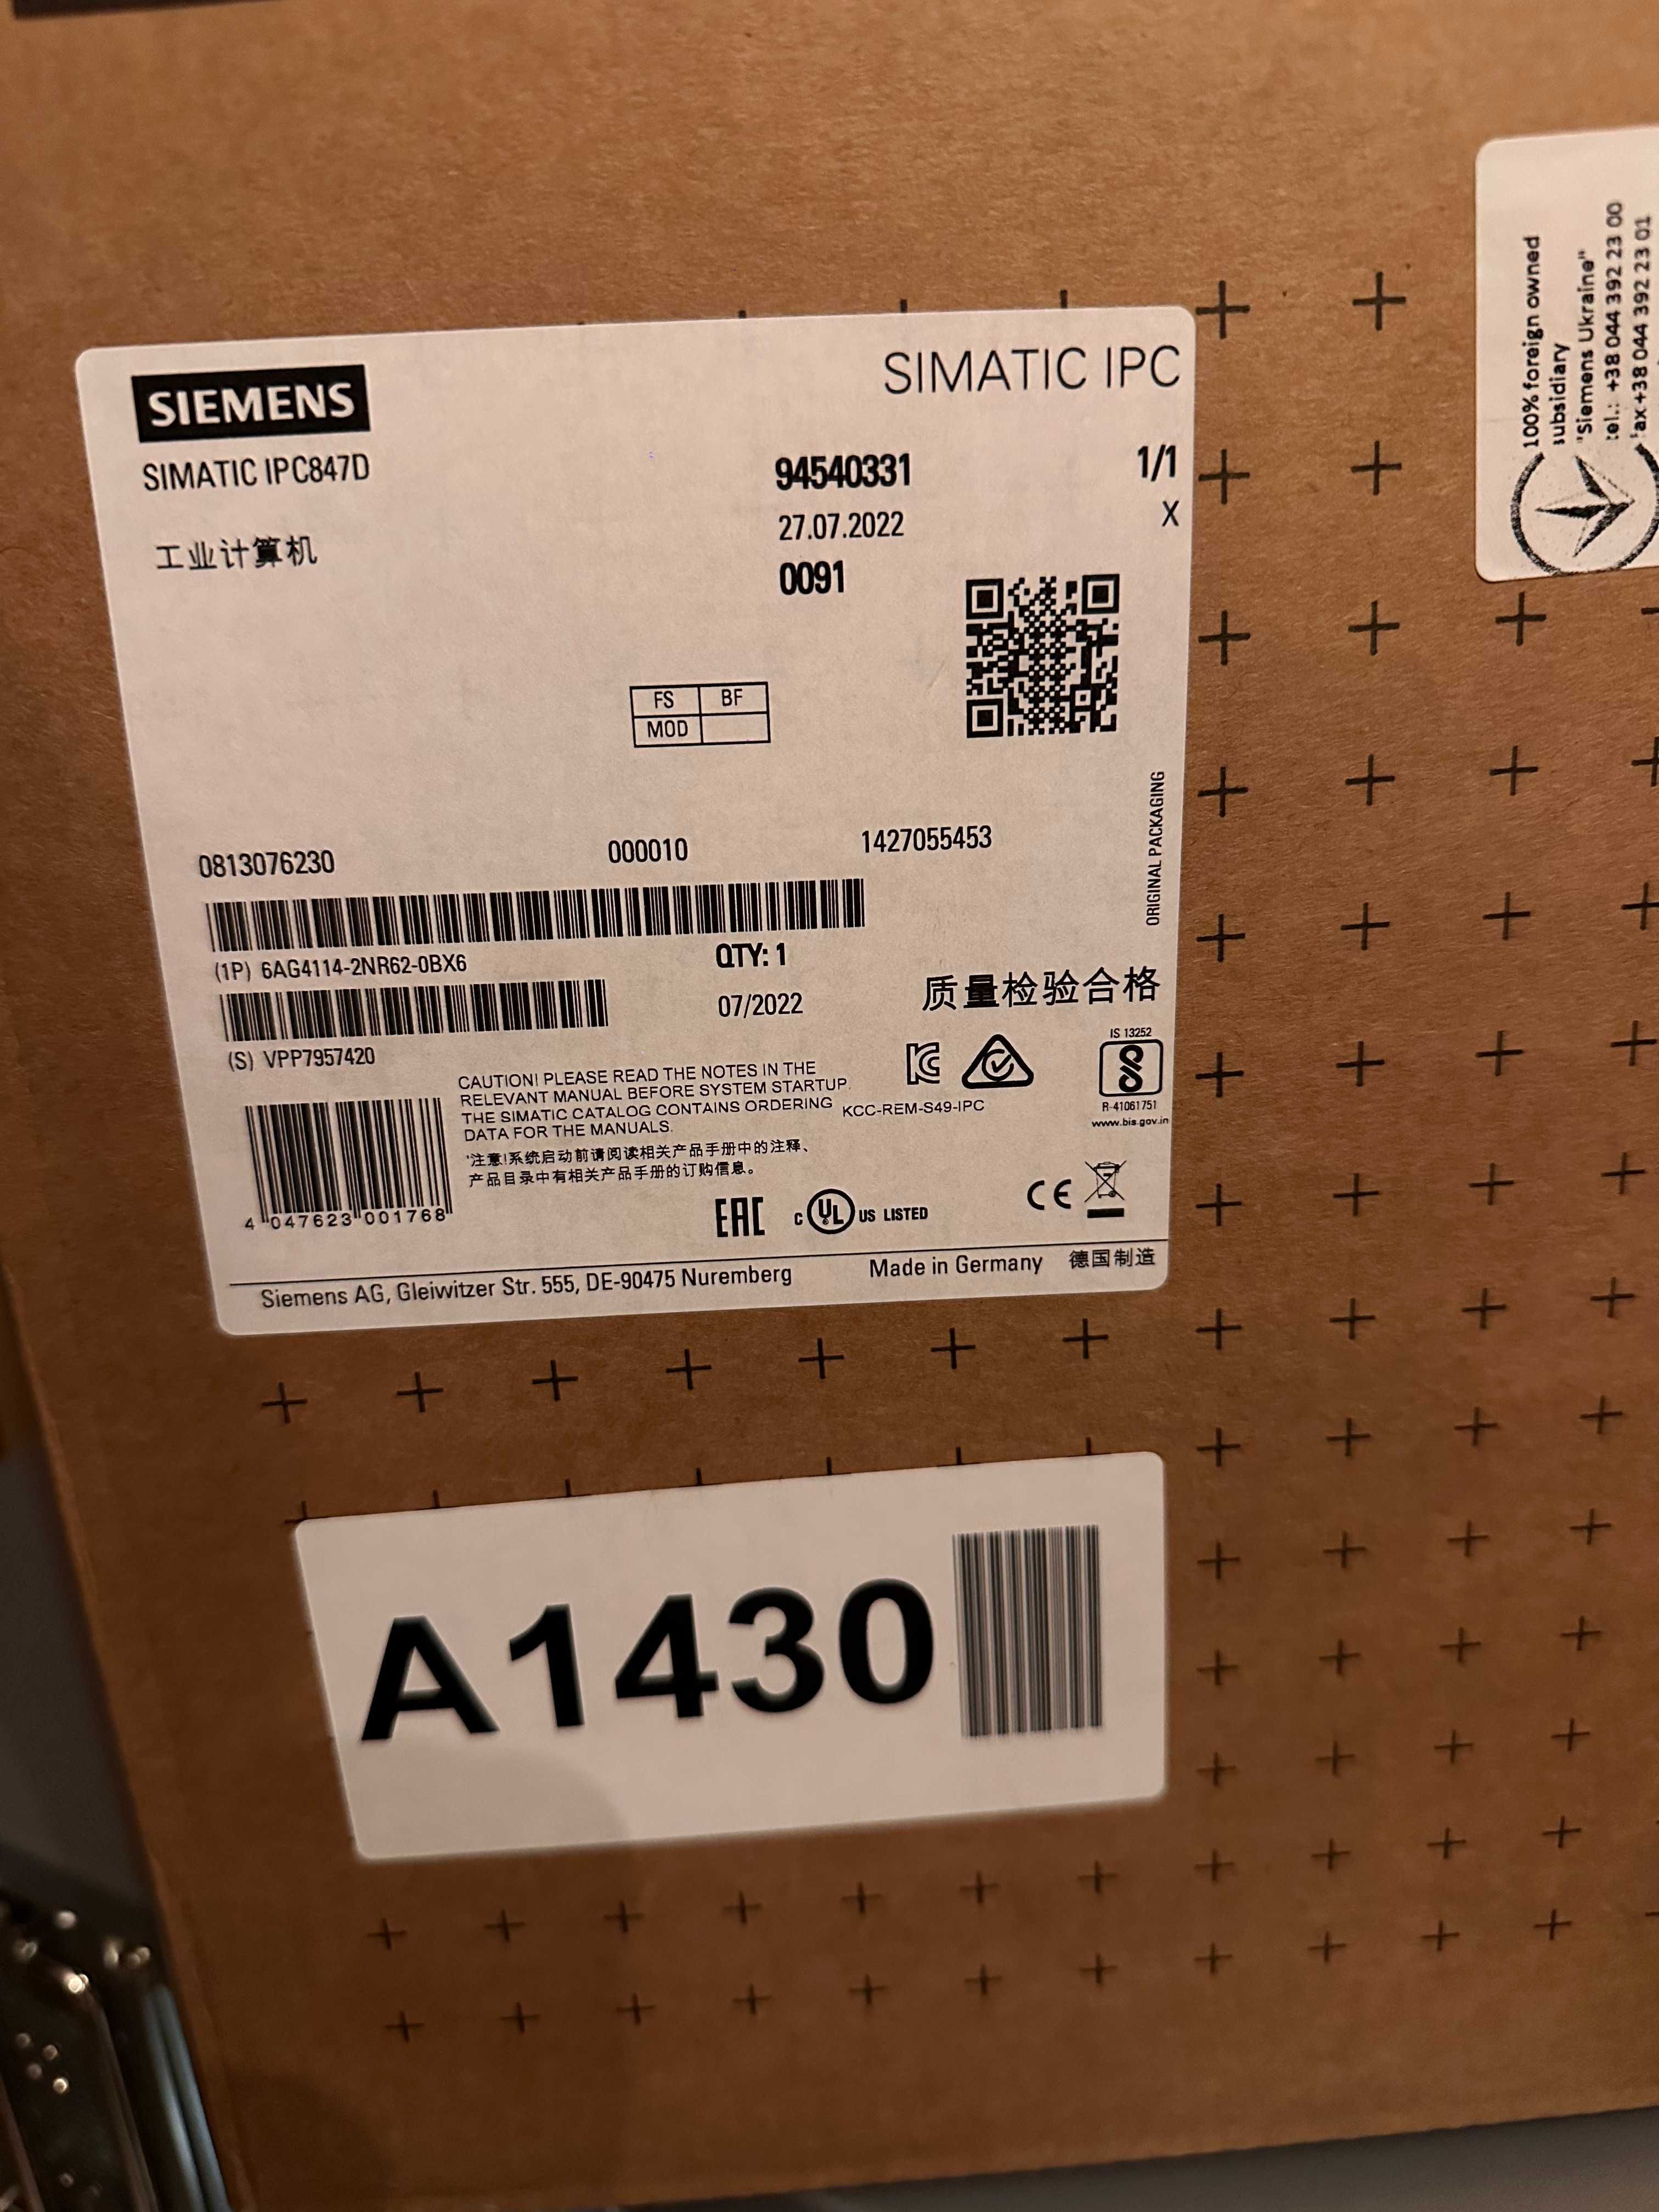 SIEMENS
SIMATIC IPC
SIMATIC IPC847D
94540331
1/1
27.07.2022
X
工业计算机
0091
FS BF
MOD
ORIGINAL PACKAGING
0813076230 000010 1427055453
(1P) 6AG4114-2NR62-0BX6
QTY: 1
07/2022
质量检验合格
(S) VPP7957420
CAUTION! PLEASE READ THE NOTES IN THE
RELEVANT MANUAL BEFORE SYSTEM STARTUP.
THE SIMATIC CATALOG CONTAINS ORDERING
DATA FOR THE MANUALS.
KCC-REM-S49-IPC
IS 13252
R-41061751
www.bis.gov.in
"注意!系统启动前请阅读相关产品手册中的注释、
产品目录中有相关产品手册的订购信息。
4 047623 001768
EAC
C UL US LISTED
CE
Siemens AG, Gleiwitzer Str. 555, DE-90475 Nuremberg
Made in Germany 德国制造
A1430
100% foreign owned
subsidiary
"Siemens Ukraine"
tel.: +38 044 392 23 00
fax +38 044 392 23 01